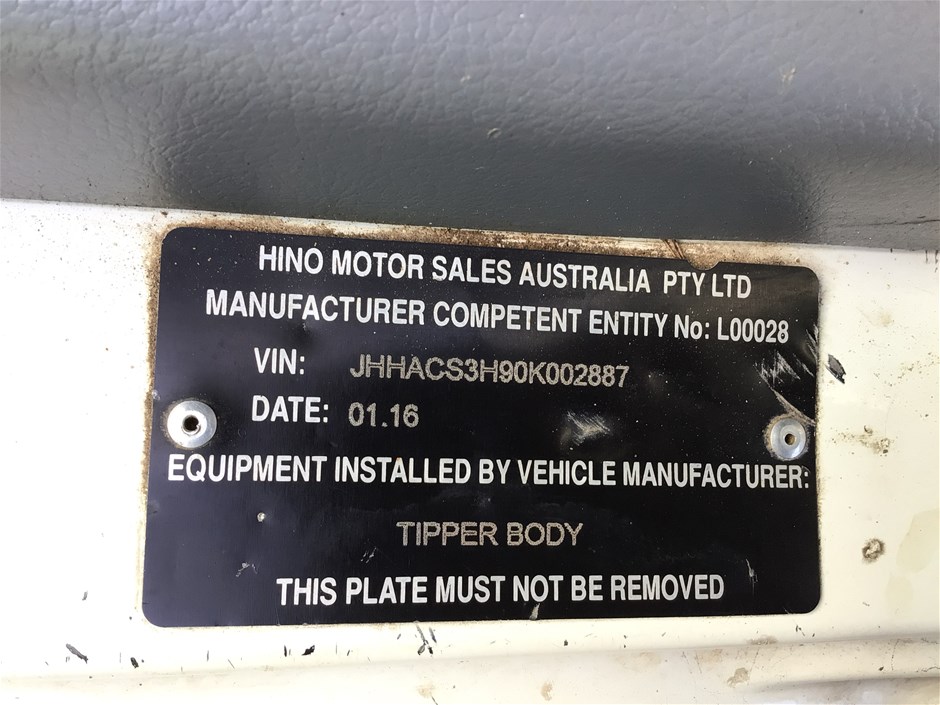 HINO MOTOR SALES AUSTRALIA PTY LTD
MANUFACTURER COMPETENT ENTITY No: L00028
VIN: JHHACS3H90K002887
DATE: 01.16
EQUIPMENT INSTALLED BY VEHICLE MANUFACTURER:
TIPPER BODY
THIS PLATE MUST NOT BE REMOVED